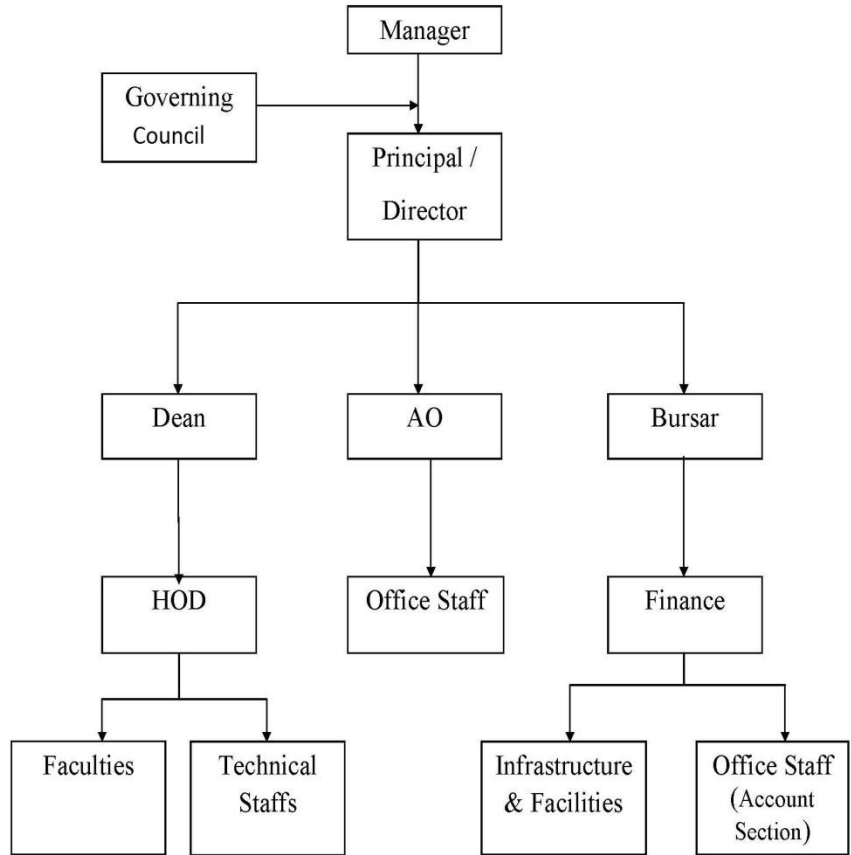 Manager
Governing
Council
Principal /
Director
Dean
AO
Bursar
HOD
Office Staff
Finance
Faculties
Technical
Staffs
Infrastructure
& Facilities
Office Staff
(Account
Section)